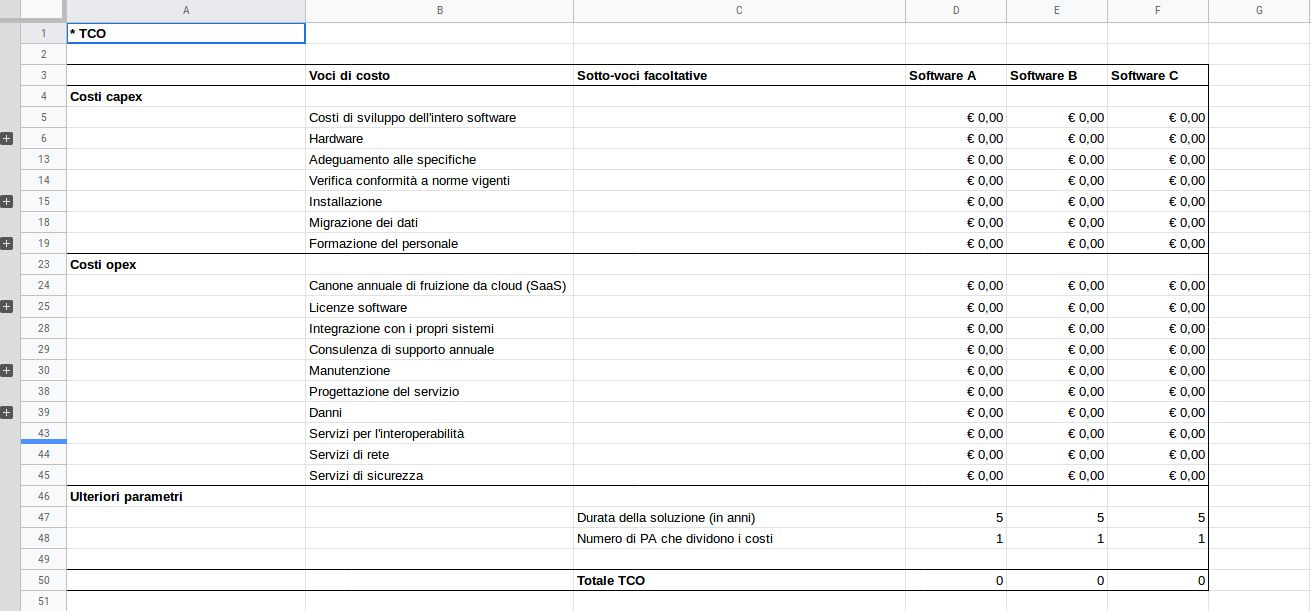 A B C D E F G
1 * TCO
2
3 Voci di costo Sotto-voci facoltative Software A Software B Software C
4 Costi capex
5 Costi di sviluppo dell'intero software € 0,00 € 0,00 € 0,00
+ 6 Hardware € 0,00 € 0,00 € 0,00
13 Adeguamento alle specifiche € 0,00 € 0,00 € 0,00
14 Verifica conformità a norme vigenti € 0,00 € 0,00 € 0,00
+ 15 Installazione € 0,00 € 0,00 € 0,00
18 Migrazione dei dati € 0,00 € 0,00 € 0,00
+ 19 Formazione del personale € 0,00 € 0,00 € 0,00
23 Costi opex
24 Canone annuale di fruizione da cloud (SaaS) € 0,00 € 0,00 € 0,00
+ 25 Licenze software € 0,00 € 0,00 € 0,00
28 Integrazione con i propri sistemi € 0,00 € 0,00 € 0,00
29 Consulenza di supporto annuale € 0,00 € 0,00 € 0,00
+ 30 Manutenzione € 0,00 € 0,00 € 0,00
38 Progettazione del servizio € 0,00 € 0,00 € 0,00
+ 39 Danni € 0,00 € 0,00 € 0,00
43 Servizi per l'interoperabilità € 0,00 € 0,00 € 0,00
44 Servizi di rete € 0,00 € 0,00 € 0,00
45 Servizi di sicurezza € 0,00 € 0,00 € 0,00
46 Ulteriori parametri
47 Durata della soluzione (in anni) 5 5 5
48 Numero di PA che dividono i costi 1 1 1
49
50 Totale TCO 0 0 0
51